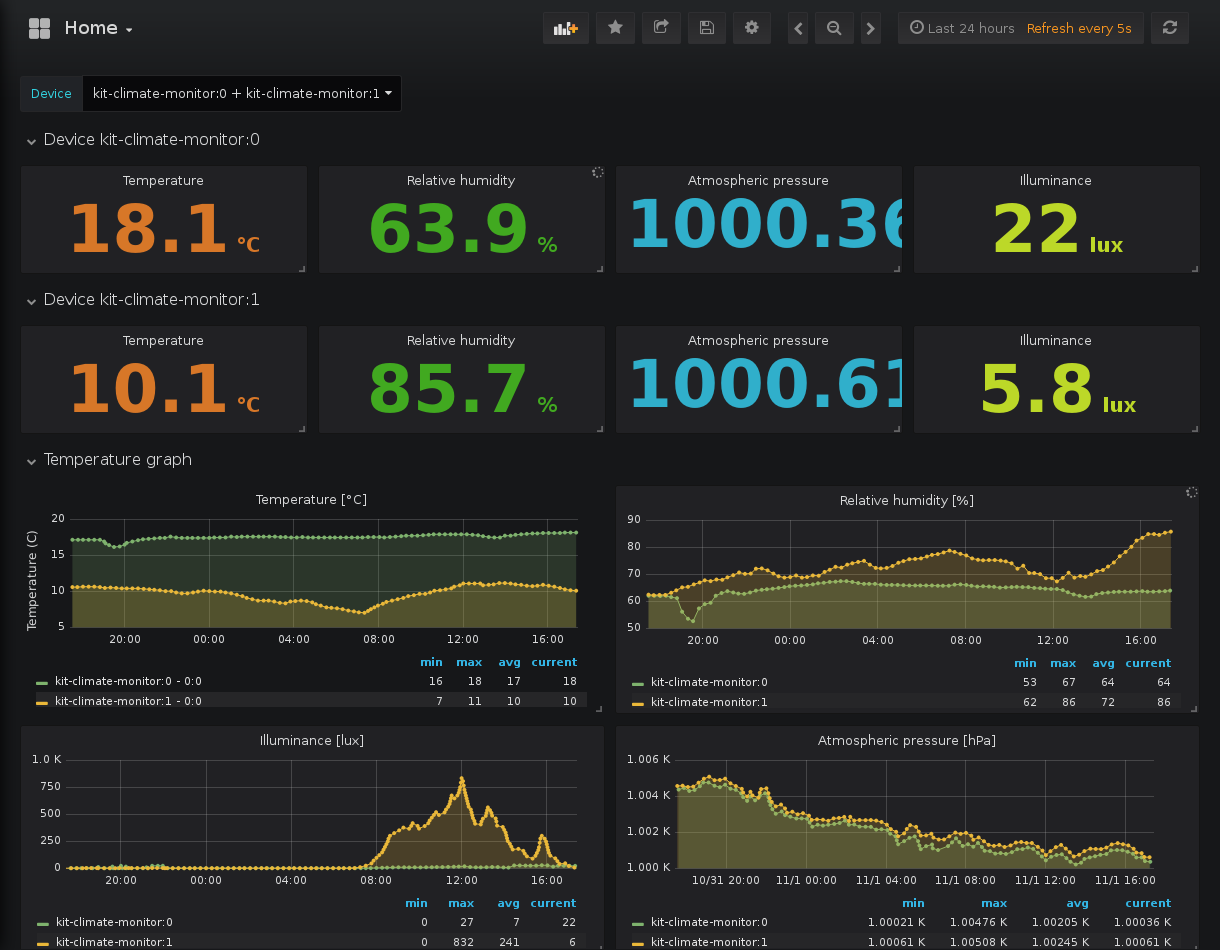 Home
Last 24 hours Refresh every 5s
Device kit-climate-monitor:0 + kit-climate-monitor:1
Device kit-climate-monitor:0
Temperature Relative humidity Atmospheric pressure Illuminance
18.1 °C 63.9 % 1000.36 22 lux
Device kit-climate-monitor:1
Temperature Relative humidity Atmospheric pressure Illuminance
10.1 °C 85.7 % 1000.61 5.8 lux
Temperature graph
Temperature [°C]
Temperature (C)
20
15
10
5
20:00 00:00 04:00 08:00 12:00 16:00
min max avg current
kit-climate-monitor:0 - 0:0 16 18 17 18
kit-climate-monitor:1 - 0:0 7 11 10 10
Relative humidity [%]
90
80
70
60
50
20:00 00:00 04:00 08:00 12:00 16:00
min max avg current
kit-climate-monitor:0 53 67 64 64
kit-climate-monitor:1 62 86 72 86
Illuminance [lux]
1.0 K
750
500
250
0
20:00 00:00 04:00 08:00 12:00 16:00
min max avg current
kit-climate-monitor:0 0 27 7 22
kit-climate-monitor:1 0 832 241 6
Atmospheric pressure [hPa]
1.006 K
1.004 K
1.002 K
1.000 K
10/31 20:00 11/1 00:00 11/1 04:00 11/1 08:00 11/1 12:00 11/1 16:00
min max avg current
kit-climate-monitor:0 1.00021 K 1.00476 K 1.00205 K 1.00036 K
kit-climate-monitor:1 1.00061 K 1.00508 K 1.00245 K 1.00061 K